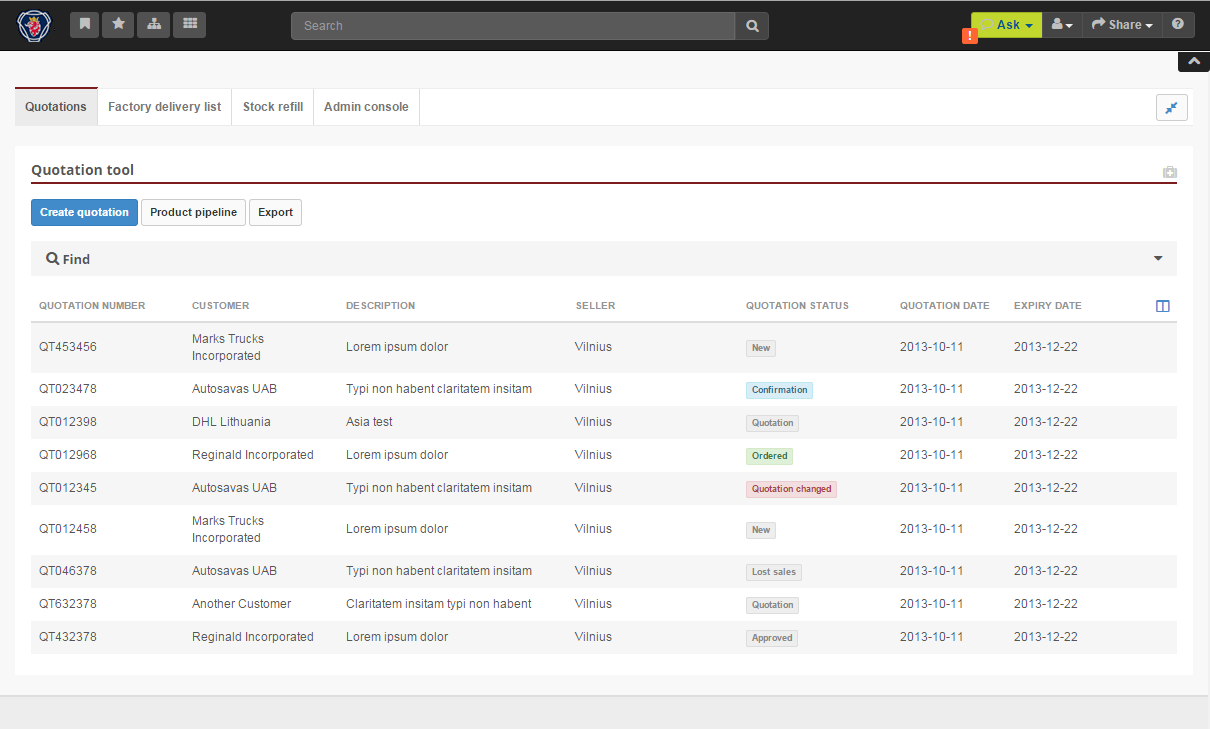 Search
! Ask Share
Quotations Factory delivery list Stock refill Admin console
Quotation tool
Create quotation Product pipeline Export
Find
QUOTATION NUMBER CUSTOMER DESCRIPTION SELLER QUOTATION STATUS QUOTATION DATE EXPIRY DATE
QT453456 Marks Trucks Incorporated Lorem ipsum dolor Vilnius New 2013-10-11 2013-12-22
QT023478 Autosavas UAB Typi non habent claritatem insitam Vilnius Confirmation 2013-10-11 2013-12-22
QT012398 DHL Lithuania Asia test Vilnius Quotation 2013-10-11 2013-12-22
QT012968 Reginald Incorporated Lorem ipsum dolor Vilnius Ordered 2013-10-11 2013-12-22
QT012345 Autosavas UAB Typi non habent claritatem insitam Vilnius Quotation changed 2013-10-11 2013-12-22
QT012458 Marks Trucks Incorporated Lorem ipsum dolor Vilnius New 2013-10-11 2013-12-22
QT046378 Autosavas UAB Typi non habent claritatem insitam Vilnius Lost sales 2013-10-11 2013-12-22
QT632378 Another Customer Claritatem insitam typi non habent Vilnius Quotation 2013-10-11 2013-12-22
QT432378 Reginald Incorporated Lorem ipsum dolor Vilnius Approved 2013-10-11 2013-12-22